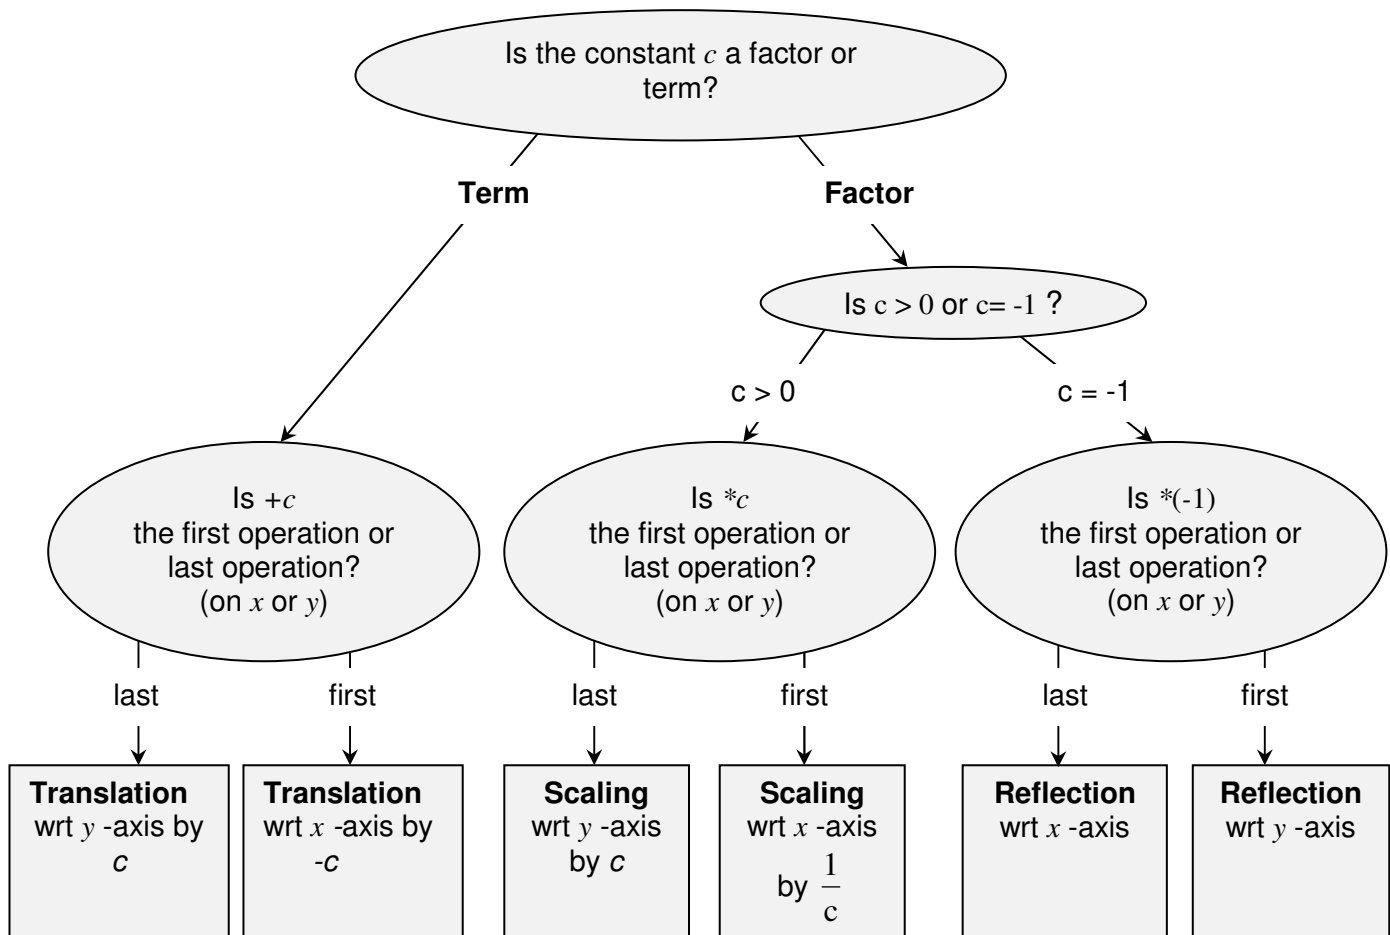 Is the constant c a factor or
term?
Term
Factor
Is c > 0 or c= -1 ?
c > 0
c = -1
Is +c
the first operation or
last operation?
(on x or y)
Is *c
the first operation or
last operation?
(on x or y)
Is *(-1)
the first operation or
last operation?
(on x or y)
last
first
last
first
last
first
Translation
wrt y -axis by
c
Translation
wrt x -axis by
-c
Scaling
wrt y -axis
by c
Scaling
wrt x -axis
by 1/c
Reflection
wrt x -axis
Reflection
wrt y -axis